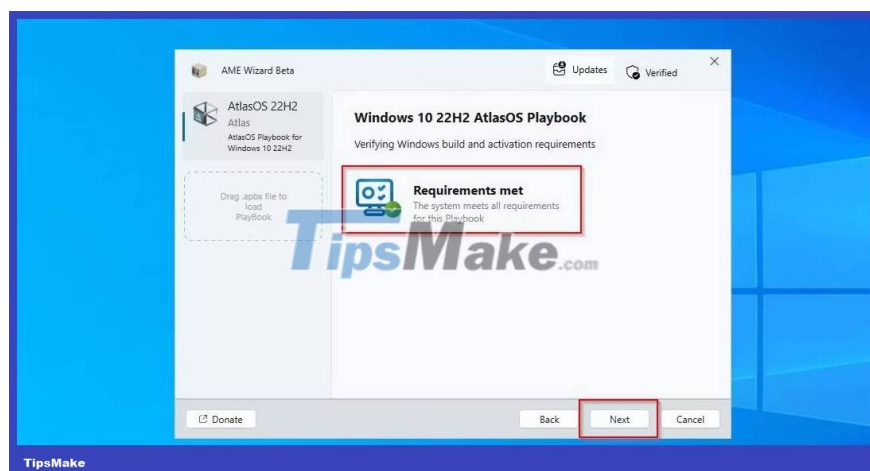 AME Wizard Beta
Updates
Verified
AtlasOS 22H2
Atlas
AtlasOS Playbook for
Windows 10 22H2
Drag .apbx file to
load
PlayBook
Windows 10 22H2 AtlasOS Playbook
Verifying Windows build and activation requirements
Requirements met
The system meets all requirements
for this Playbook
TipsMake.com
Donate
Back
Next
Cancel
TipsMake